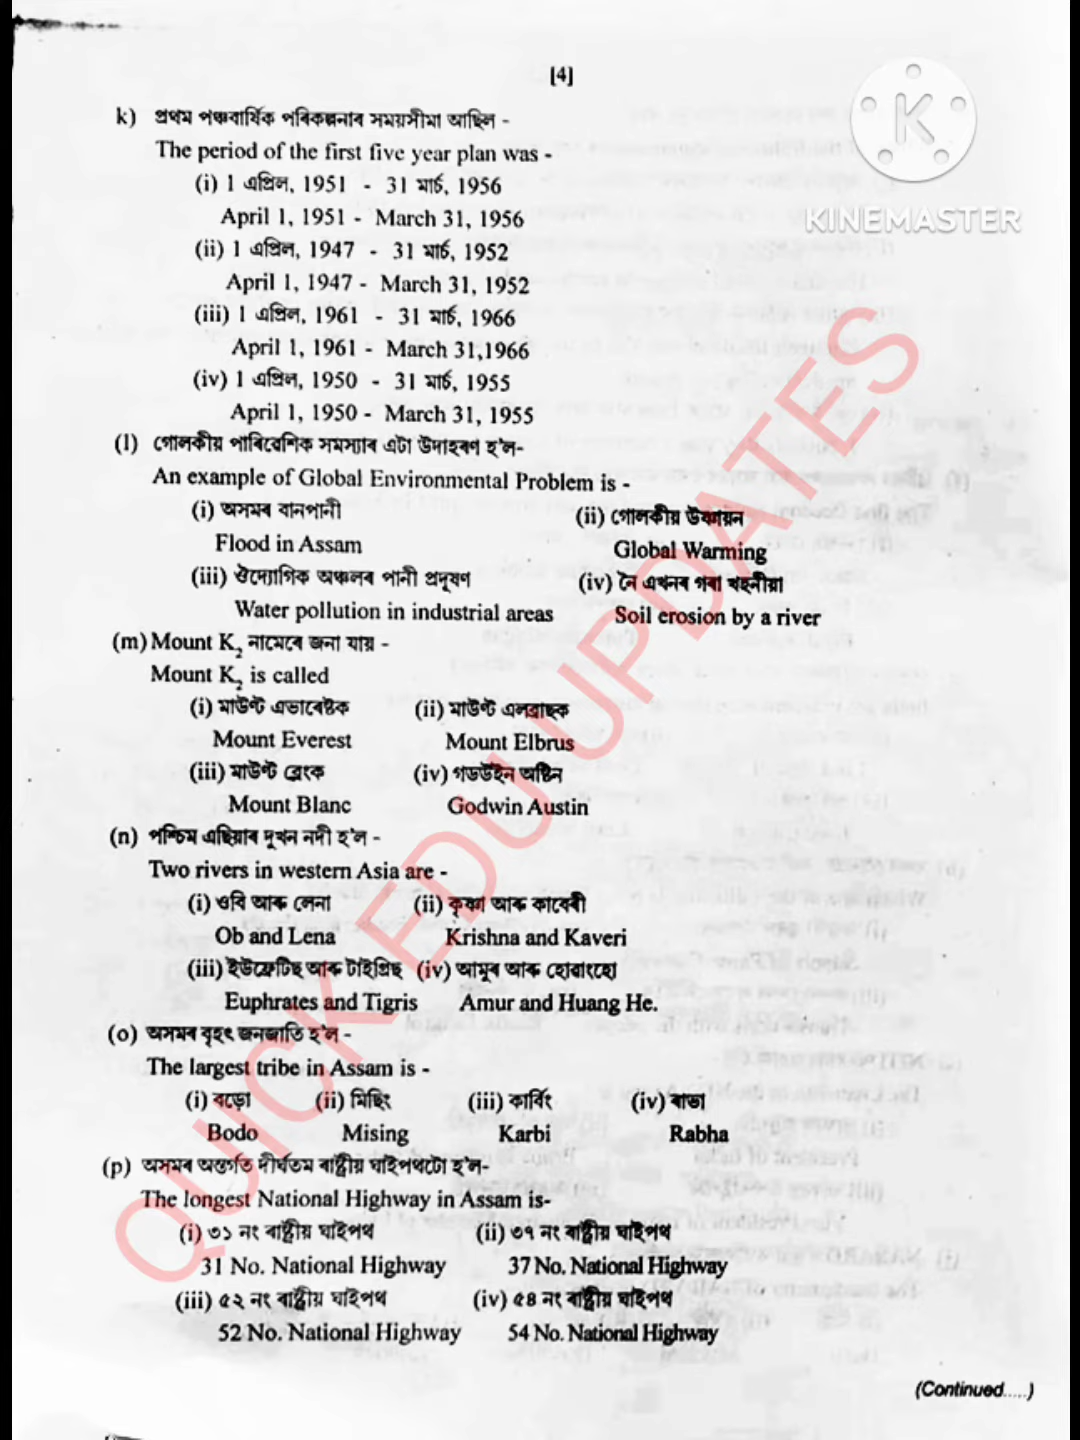 [4]
KINEMASTER
k) প্ৰথম পঞ্চবাৰ্ষিক পৰিকল্পনাৰ সময়সীমা আছিল -
The period of the first five year plan was -
(i) 1 এপ্ৰিল, 1951 - 31 মাৰ্চ, 1956
April 1, 1951 - March 31, 1956
(ii) 1 এপ্ৰিল, 1947 - 31 মাৰ্চ, 1952
April 1, 1947 - March 31, 1952
(iii) 1 এপ্ৰিল, 1961 - 31 মাৰ্চ, 1966
April 1, 1961 - March 31,1966
(iv) 1 এপ্ৰিল, 1950 - 31 মাৰ্চ, 1955
April 1, 1950 - March 31, 1955
(l) গোলকীয় পাৰিৱেশিক সমস্যাৰ এটা উদাহৰণ হ'ল-
An example of Global Environmental Problem is -
(i) অসমৰ বানপানী (ii) গোলকীয় উষ্ণায়ন
Flood in Assam Global Warming
(iii) ঔদ্যোগিক অঞ্চলৰ পানী প্ৰদূষণ (iv) নৈ এখনৰ গৰা খহনীয়া
Water pollution in industrial areas Soil erosion by a river
(m) Mount K2 নামেৰে জনা যায় -
Mount K2 is called
(i) মাউণ্ট এভাৰেষ্টক (ii) মাউণ্ট এলব্ৰাছক
Mount Everest Mount Elbrus
(iii) মাউণ্ট ব্লেংক (iv) গডউইন অষ্টিন
Mount Blanc Godwin Austin
(n) পশ্চিম এছিয়াৰ দুখন নদী হ'ল -
Two rivers in western Asia are -
(i) ওবি আৰু লেনা (ii) কৃষ্ণা আৰু কাবেৰী
Ob and Lena Krishna and Kaveri
(iii) ইউফ্ৰেটিছ আৰু টাইগ্ৰিছ (iv) আমুৰ আৰু হোৱাংহো
Euphrates and Tigris Amur and Huang He.
(o) অসমৰ বৃহৎ জনজাতি হ'ল -
The largest tribe in Assam is -
(i) বড়ো (ii) মিছিং (iii) কাৰ্বিং (iv) ৰাভা
Bodo Mising Karbi Rabha
(p) অসমৰ অন্তৰ্গত দীৰ্ঘতম ৰাষ্ট্ৰীয় ঘাইপথটো হ'ল-
The longest National Highway in Assam is-
(i) ৩১ নং ৰাষ্ট্ৰীয় ঘাইপথ (ii) ৩৭ নং ৰাষ্ট্ৰীয় ঘাইপথ
31 No. National Highway 37 No. National Highway
(iii) ৫২ নং ৰাষ্ট্ৰীয় ঘাইপথ (iv) ৫৪ নং ৰাষ্ট্ৰীয় ঘাইপথ
52 No. National Highway 54 No. National Highway
(Continued.....)
QUICK EDU UPDATES